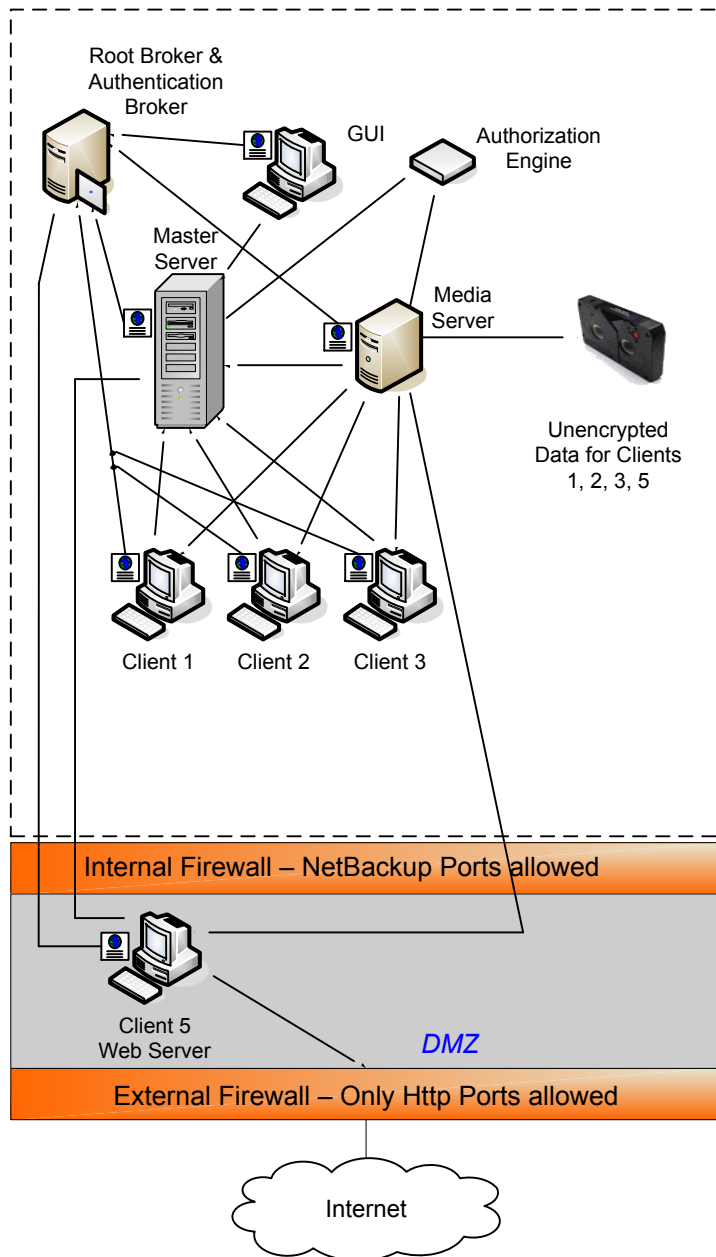 Root Broker &
Authentication
Broker
GUI
Authorization
Engine
Master
Server
Media
Server
Unencrypted
Data for Clients
1, 2, 3, 5
Client 1
Client 2
Client 3
Internal Firewall – NetBackup Ports allowed
Client 5
Web Server
DMZ
External Firewall – Only Http Ports allowed
Internet